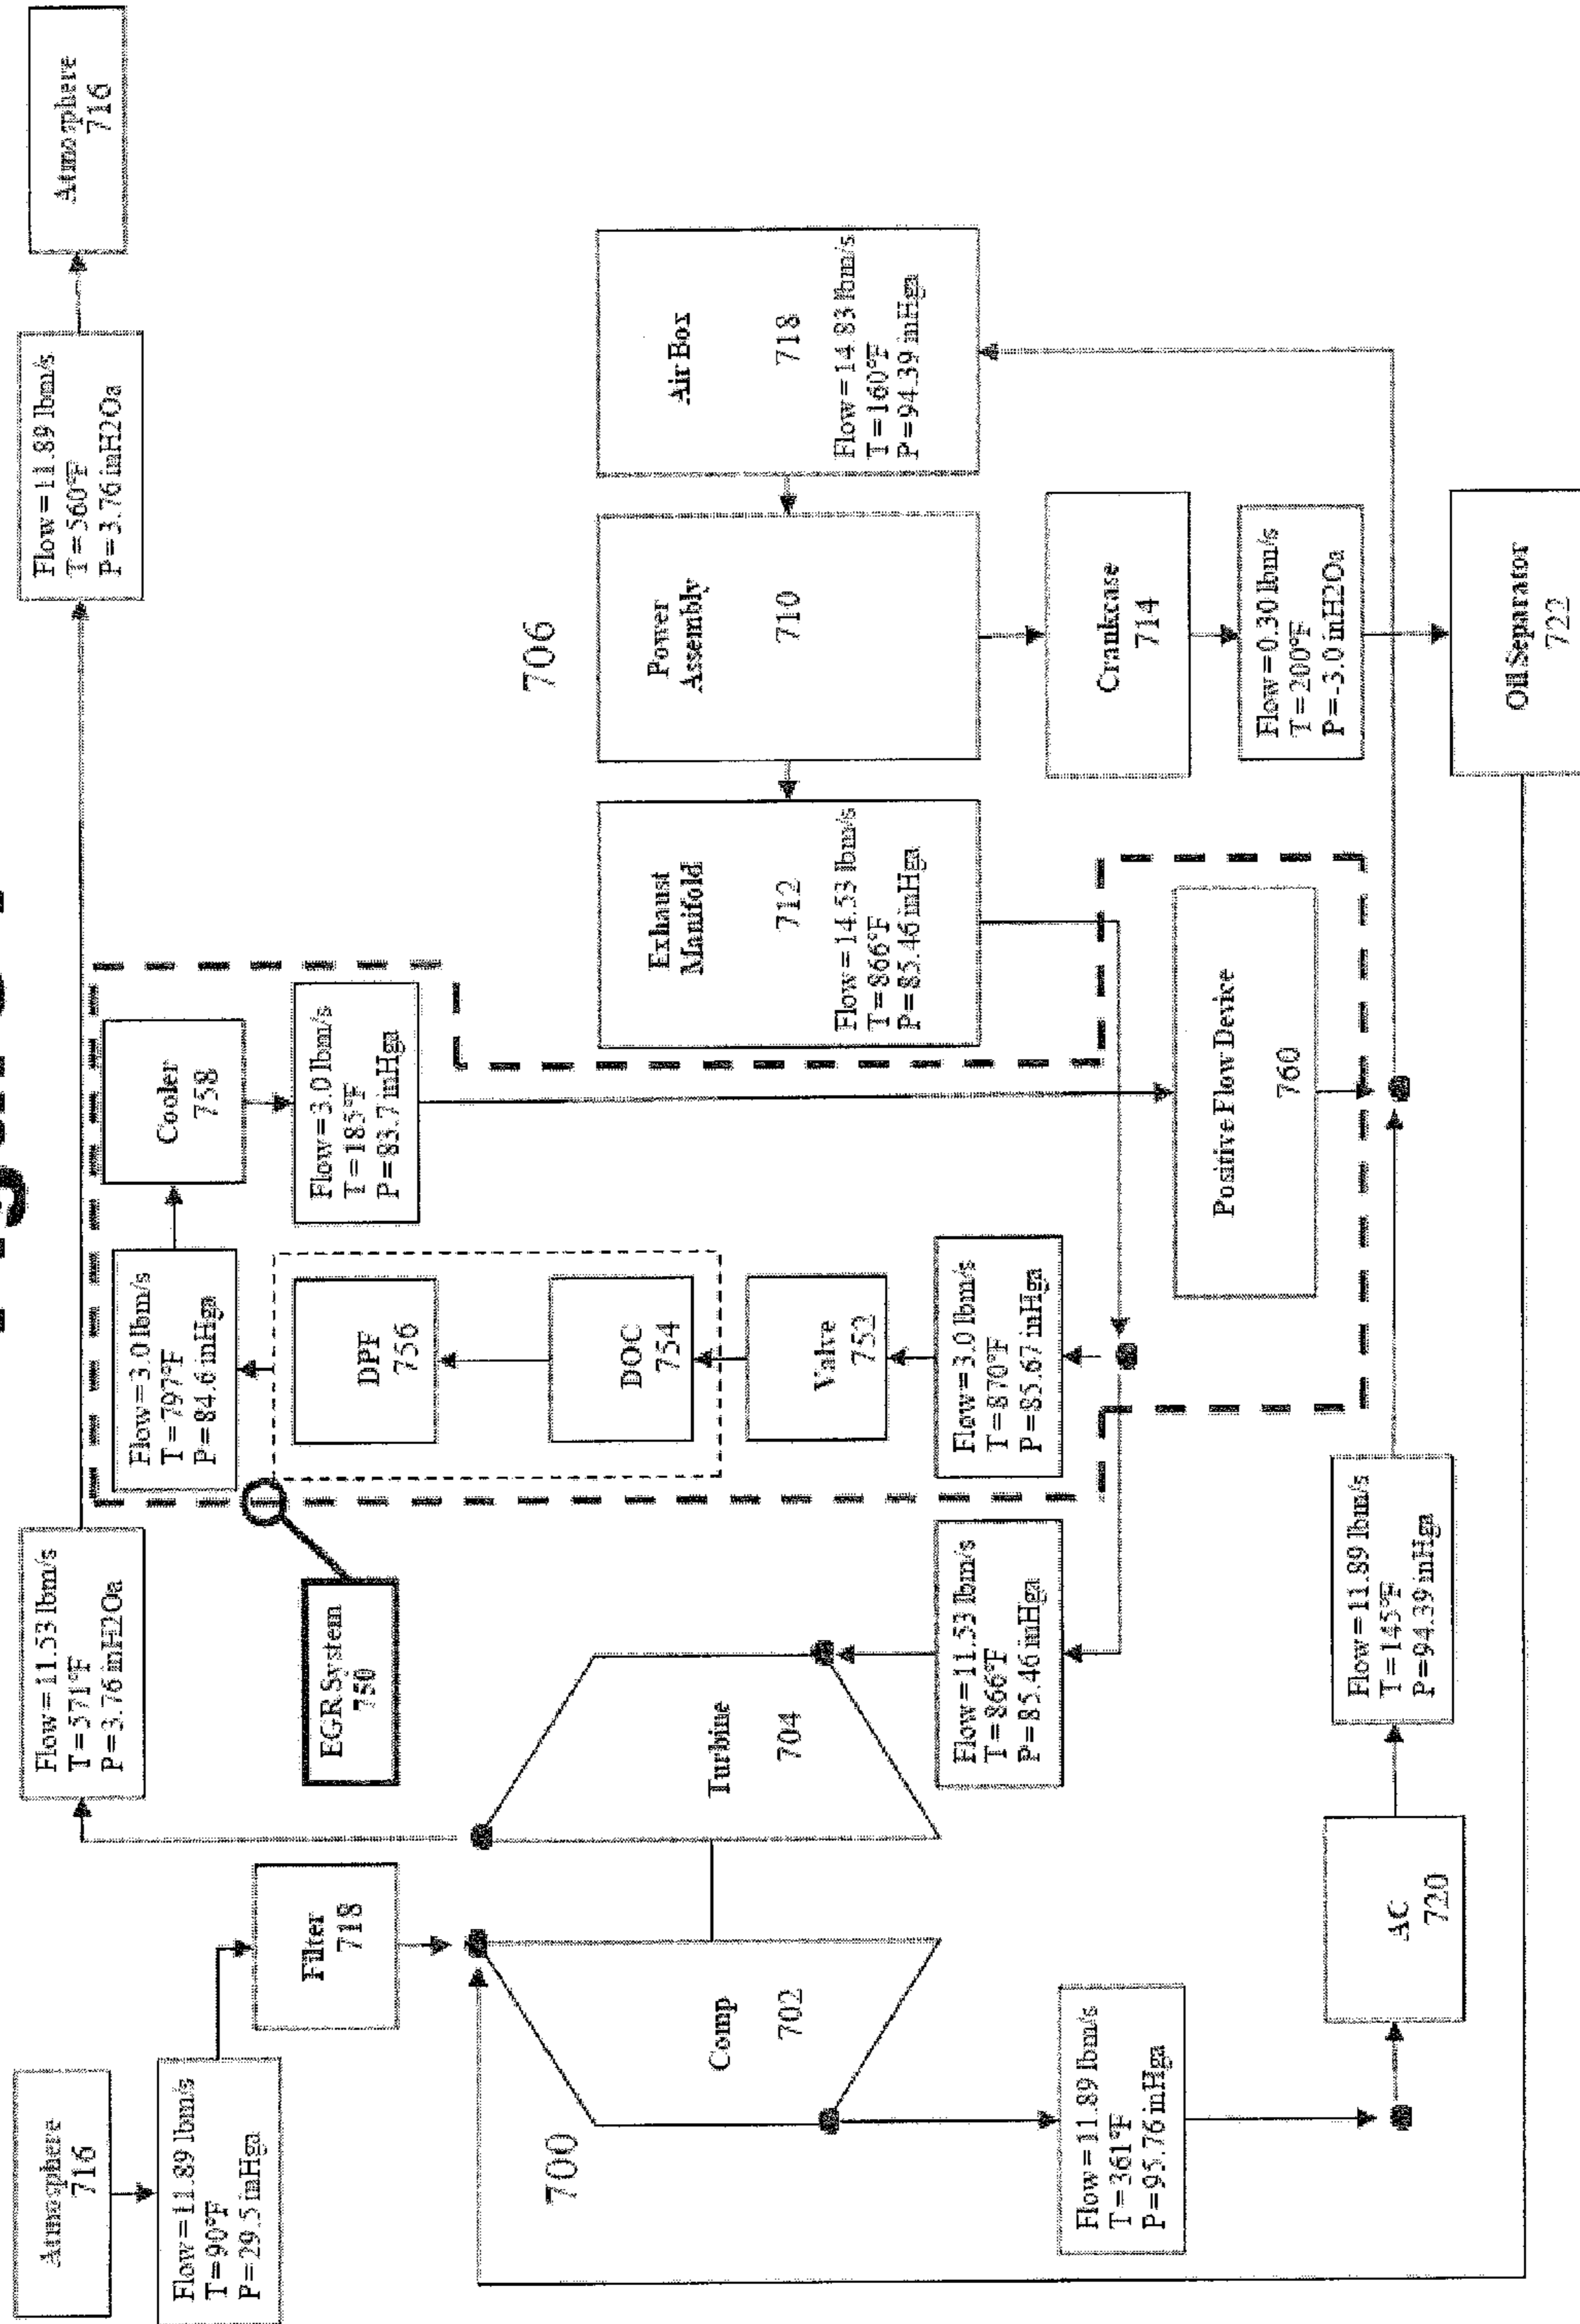 Atmosphere
716
Flow=11.89 lbm/s
T=90°F
P=29.5 inHga
Filter
718
Flow=11.53 lbm/s
T=571°F
P=3.76 inH2Oa
Flow=11.89 lbm/s
T=560°F
P=3.76 inH2Oa
Atmosphere
716
EGR System
750
Flow=3.0 lbm/s
T=797°F
P=84.6 inHga
Cooler
758
Flow=3.0 lbm/s
T=185°F
P=83.7 inHga
DPF
756
DOC
754
Valve
752
Flow=3.0 lbm/s
T=870°F
P=85.67 inHga
700
Comp
702
Turbine
704
Flow=11.53 lbm/s
T=866°F
P=85.46 inHga
706
Exhaust
Manifold
712
Flow=14.53 lbm/s
T=866°F
P=85.46 inHga
Power
Assembly
710
Air Box
718
Flow=14.83 lbm/s
T=160°F
P=94.39 inHga
Crankcase
714
Flow=0.30 lbm/s
T=200°F
P=-3.0 inH2Oa
Positive Flow Device
760
Flow=11.89 lbm/s
T=361°F
P=95.76 inHga
AC
720
Flow=11.89 lbm/s
T=145°F
P=94.39 inHga
Oil Separator
722